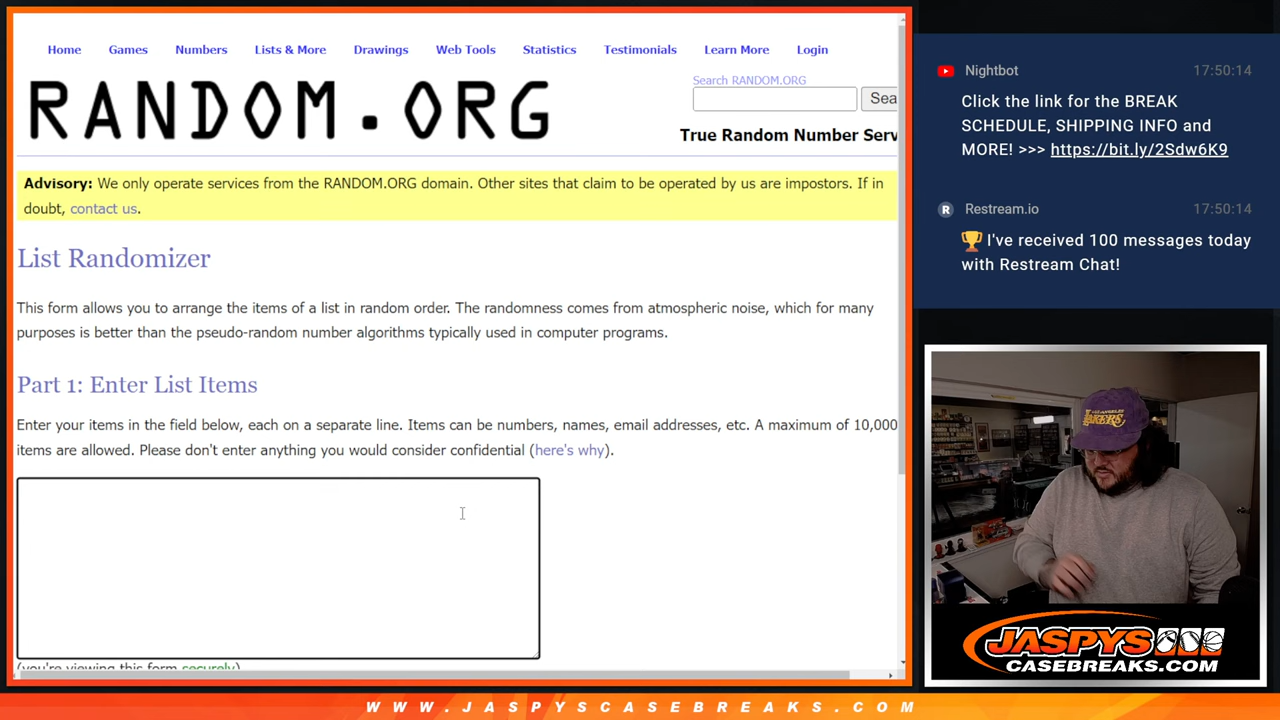 Home Games Numbers Lists & More Drawings Web Tools Statistics Testimonials Learn More Login
RANDOM.ORG
Search RANDOM.ORG
Sea
True Random Number Serv
Advisory: We only operate services from the RANDOM.ORG domain. Other sites that claim to be operated by us are impostors. If in
doubt, contact us.
List Randomizer
This form allows you to arrange the items of a list in random order. The randomness comes from atmospheric noise, which for many
purposes is better than the pseudo-random number algorithms typically used in computer programs.
Part 1: Enter List Items
Enter your items in the field below, each on a separate line. Items can be numbers, names, email addresses, etc. A maximum of 10,000
items are allowed. Please don't enter anything you would consider confidential (here's why).
(you're viewing this form securely)
Nightbot 17:50:14
Click the link for the BREAK
SCHEDULE, SHIPPING INFO and
MORE! >>> https://bit.ly/2Sdw6K9
R Restream.io 17:50:14
🏆 I've received 100 messages today
with Restream Chat!
LOS ANGELES
LAKERS
JASPYS
CASEBREAKS.COM
WWW.JASPYSCASEBREAKS.COM